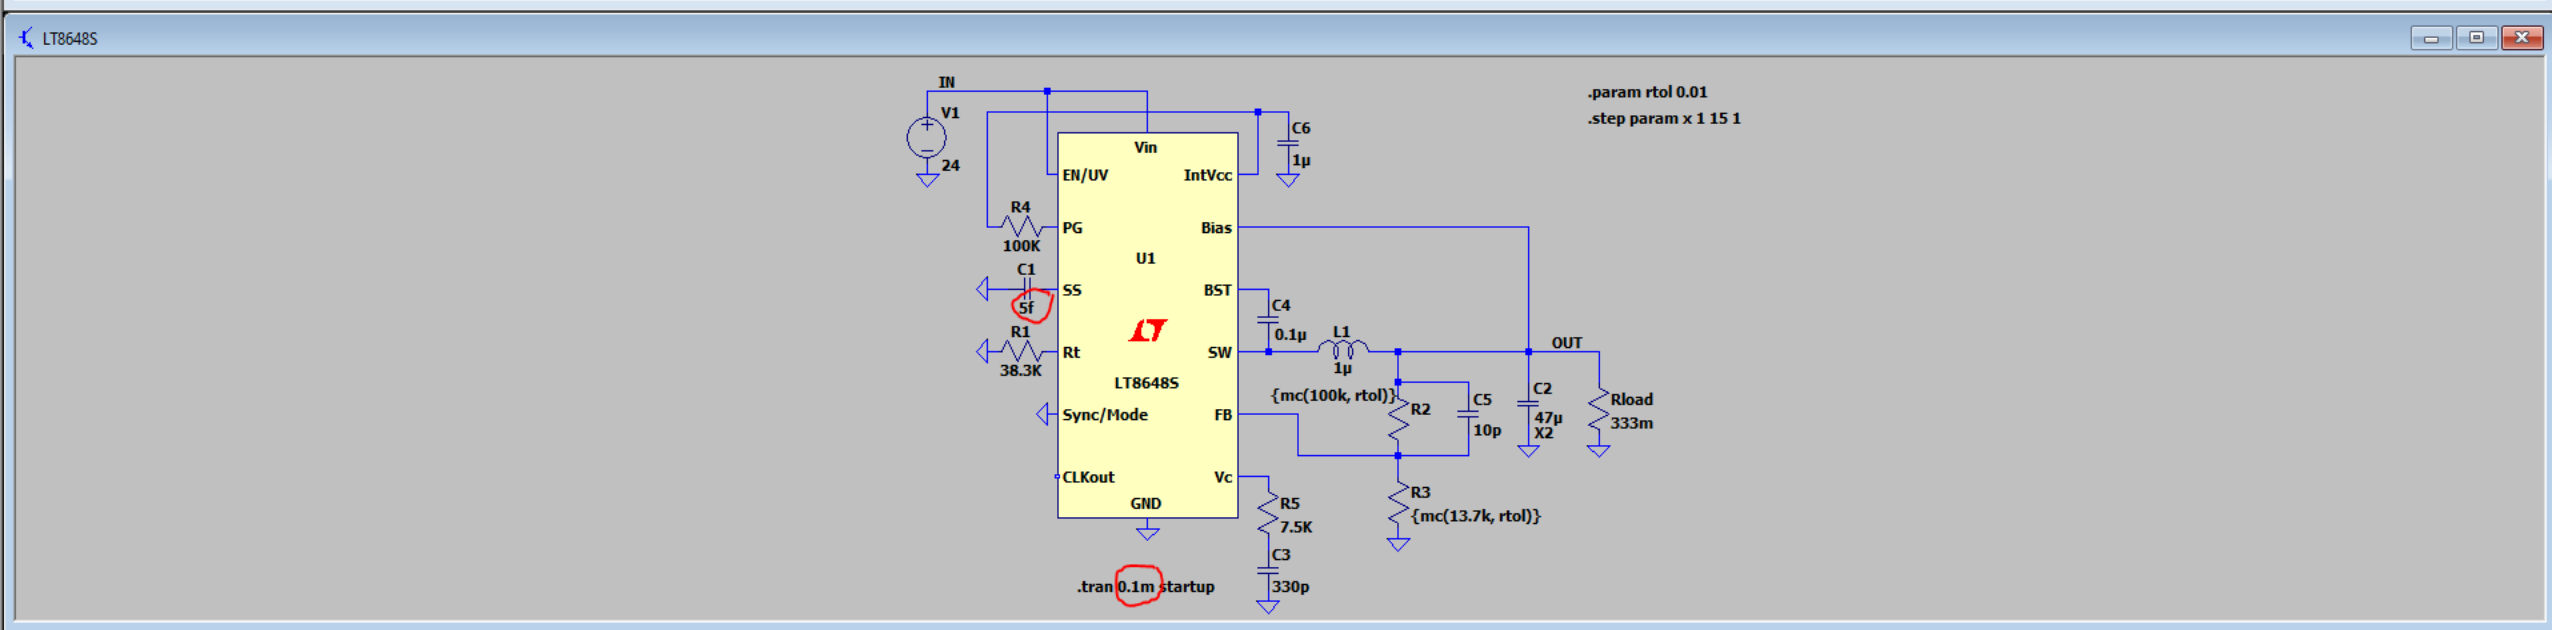 LT8648S
IN
V1
24
.param rtol 0.01
.step param x 1 15 1
C6
1µ
Vin
EN/UV
IntVcc
R4
100K
PG
Bias
U1
C1
5f
SS
BST
C4
0.1µ
R1
38.3K
Rt
SW
L1
1µ
OUT
LT8648S
{mc(100k, rtol)}
R2
C5
10p
C2
47µ
X2
Rload
333m
Sync/Mode
FB
CLKout
Vc
GND
R5
7.5K
R3
{mc(13.7k, rtol)}
C3
330p
.tran 0.1m startup